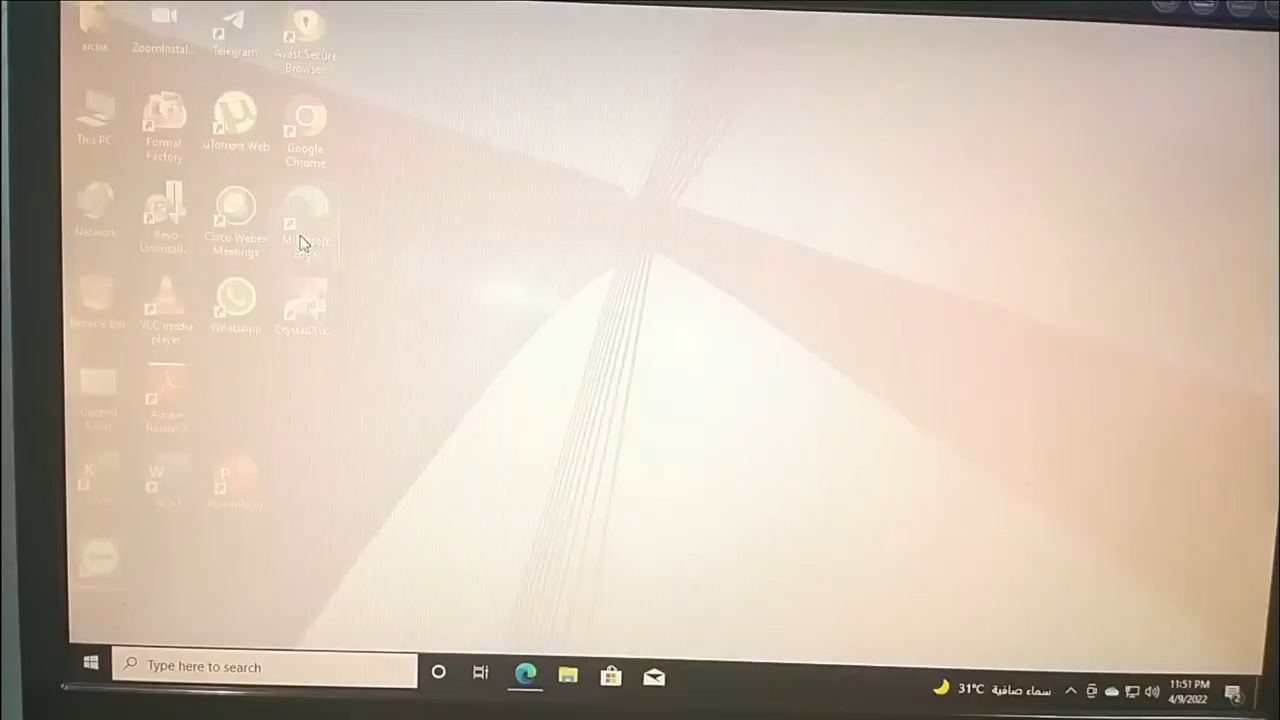 archa
ZoomInstal...
Telegram
Avast Secure
Browser
This PC
Format
Factory
uTorrent Web
Google
Chrome
Network
Revo
Uninstall...
Cisco Webex
Meetings
Microsoft
Edge
Recycle Bin
VLC media
player
WhatsApp
CrystalDisk...
Control
Panel
Adobe
Reader X
Type here to search
31°C سماء صافية
11:51 PM
4/9/2022
2